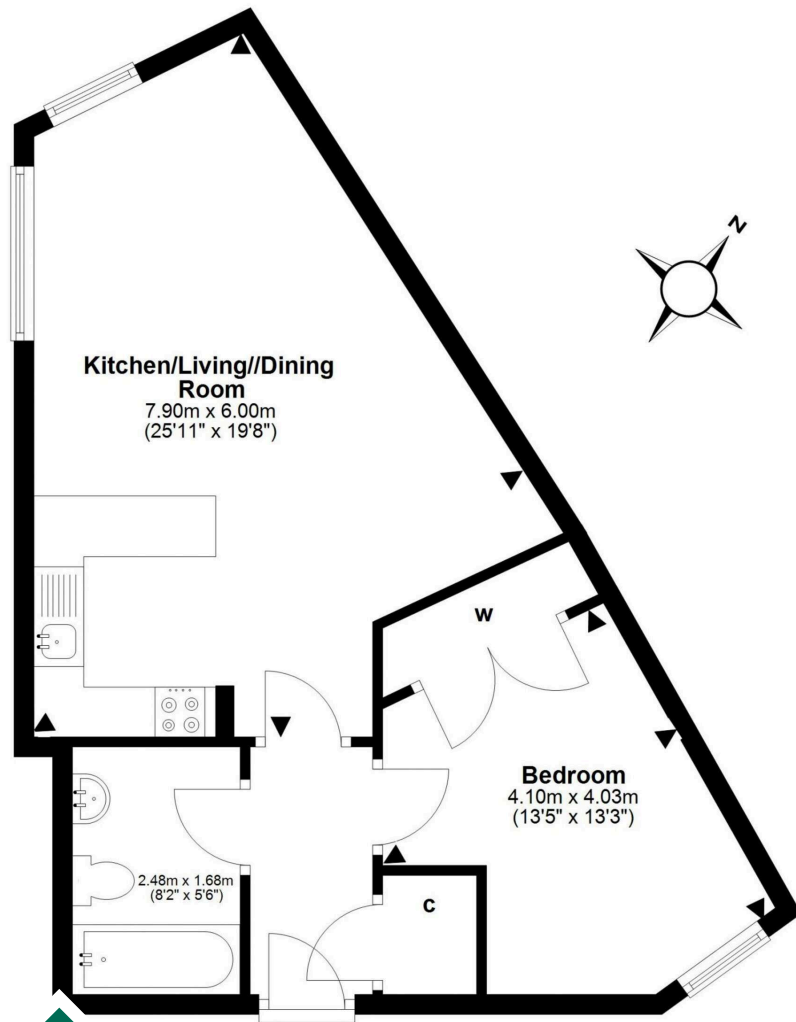 N
Kitchen/Living//Dining
Room
7.90m x 6.00m
(25'11" x 19'8")
W
Bedroom
4.10m x 4.03m
(13'5" x 13'3")
2.48m x 1.68m
(8'2" x 5'6")
C